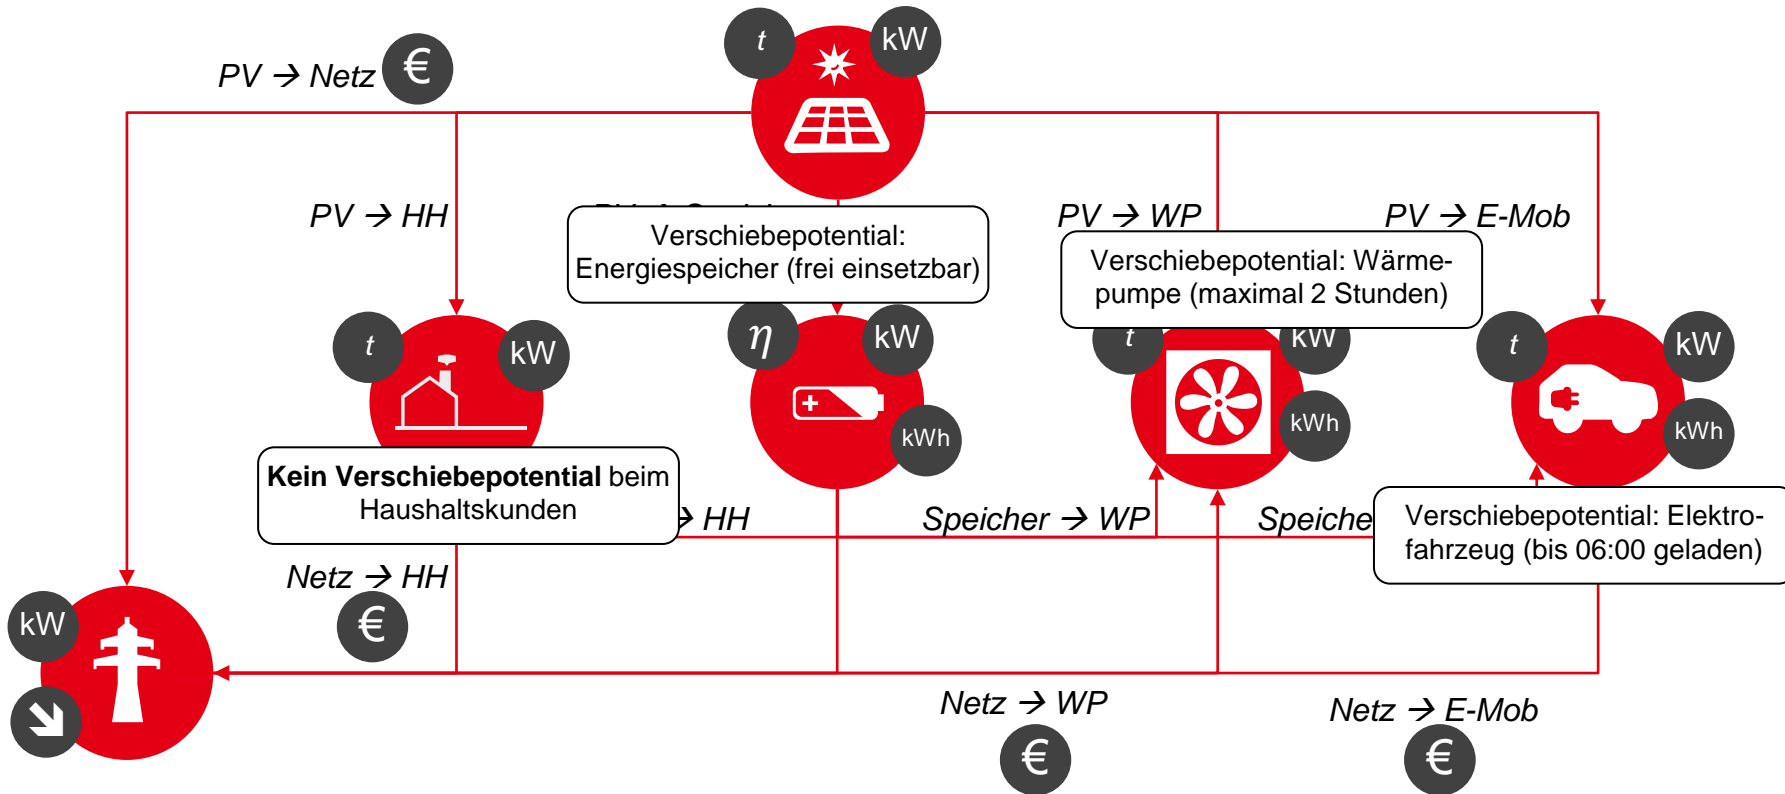 t
kW
PV → Netz
€
PV → HH
Verschiebepotential:
Energiespeicher (frei einsetzbar)
PV → WP
PV → E-Mob
Verschiebepotential: Wärme-
pumpe (maximal 2 Stunden)
t
kW
η
kW
kWh
t
kW
kWh
t
kW
kWh
Kein Verschiebepotential beim
Haushaltskunden
→ HH
Speicher → WP
Speiche
Verschiebepotential: Elektro-
fahrzeug (bis 06:00 geladen)
Netz → HH
€
kW
Netz → WP
€
Netz → E-Mob
€